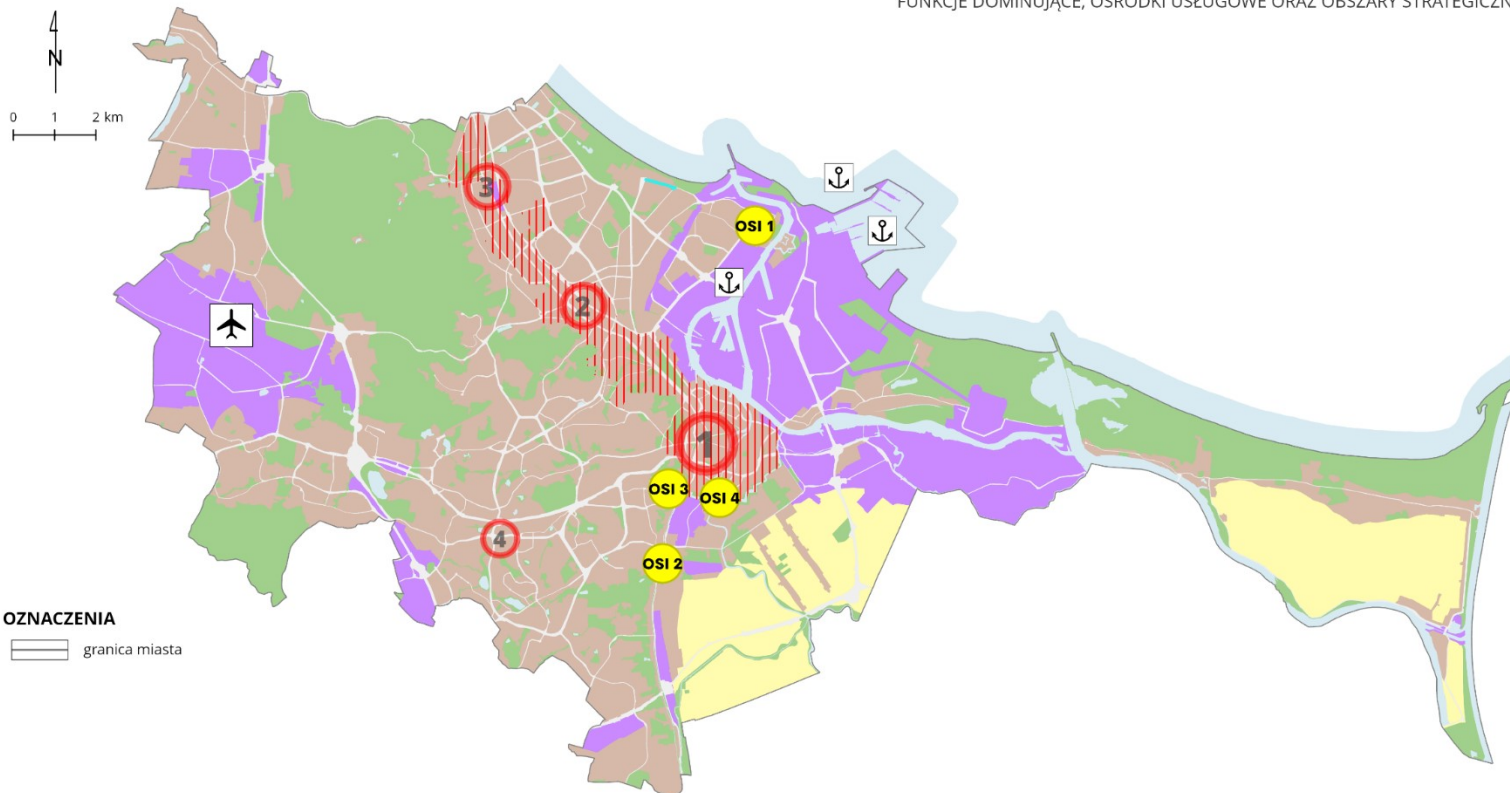 FUNKCJE DOMINUJĄCE, OŚRODKI USŁUGOWE ORAZ OBSZARY
N
0 1 2 km
3
OSI 1
2
1
OSI 3
OSI 4
4
OSI 2
OZNACZENIA
granica miasta